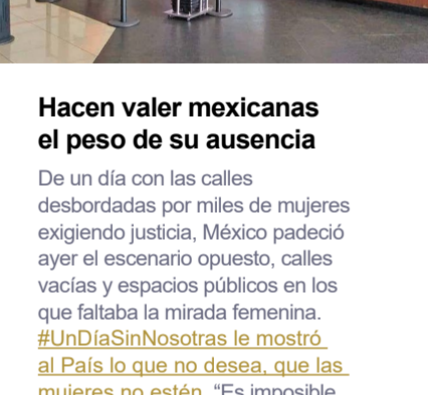 Hacen valer mexicanas
el peso de su ausencia
De un día con las calles
desbordadas por miles de mujeres
exigiendo justicia, México padeció
ayer el escenario opuesto, calles
vacías y espacios públicos en los
que faltaba la mirada femenina.
#UnDíaSinNosotras le mostró
al País lo que no desea, que las
mujeres no estén. “Es imposible